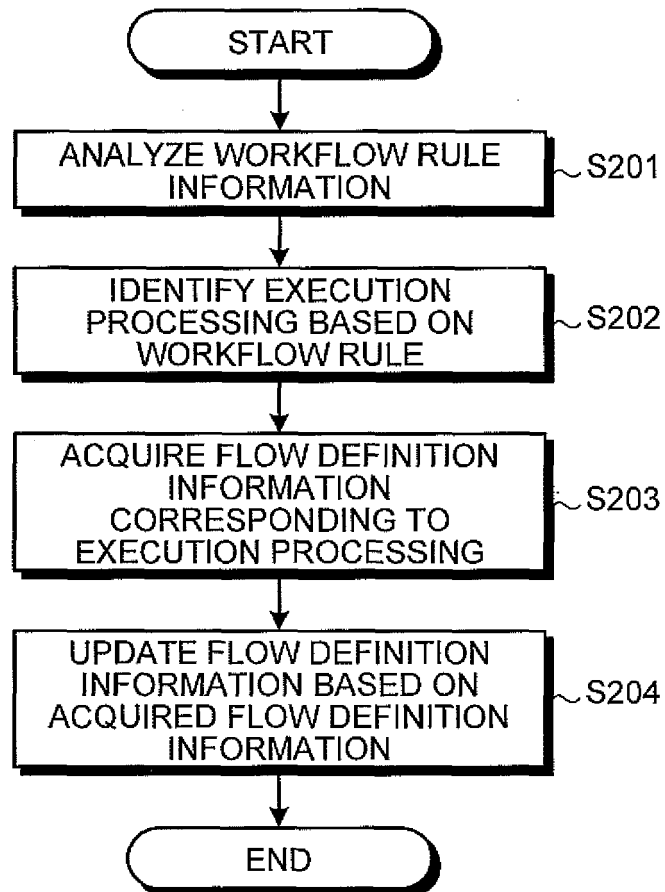 START
ANALYZE WORKFLOW RULE
INFORMATION
S201
IDENTIFY EXECUTION
PROCESSING BASED ON
WORKFLOW RULE
S202
ACQUIRE FLOW DEFINITION
INFORMATION
CORRESPONDING TO
EXECUTION PROCESSING
S203
UPDATE FLOW DEFINITION
INFORMATION BASED ON
ACQUIRED FLOW DEFINITION
INFORMATION
S204
END